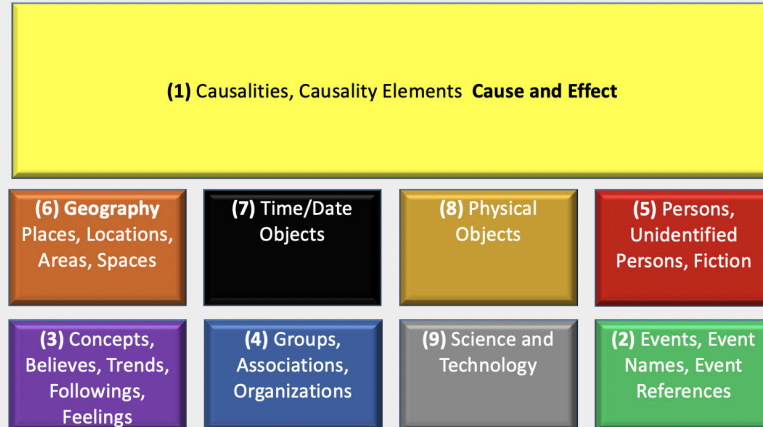 (1) Causalities, Causality Elements Cause and Effect
(6) Geography
Places, Locations,
Areas, Spaces
(7) Time/Date
Objects
(8) Physical
Objects
(5) Persons,
Unidentified
Persons, Fiction
(3) Concepts,
Believes, Trends,
Followings,
Feelings
(4) Groups,
Associations,
Organizations
(9) Science and
Technology
(2) Events, Event
Names, Event
References